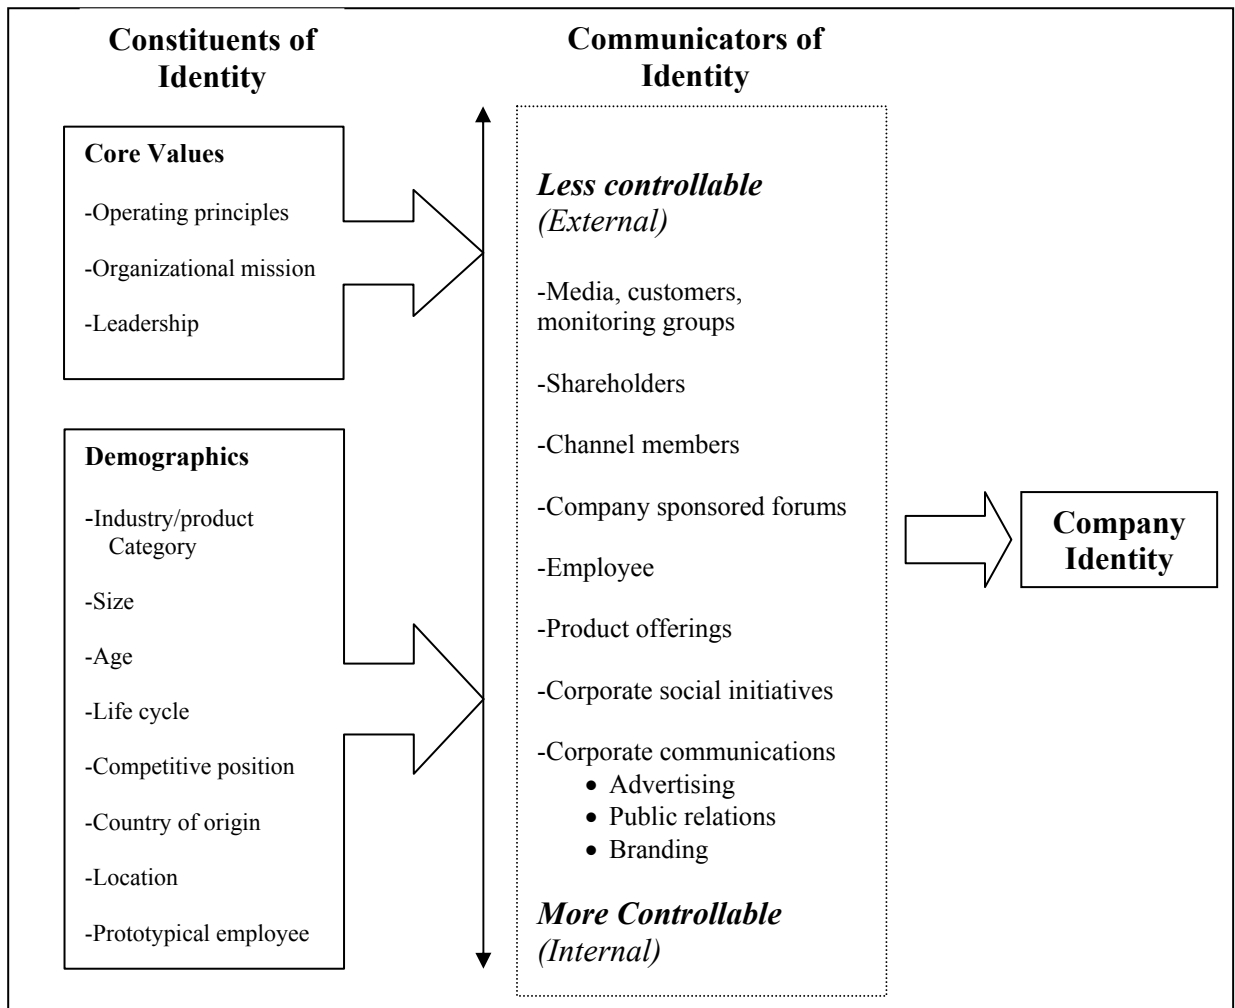 Constituents of
Identity
Core Values
-Operating principles
-Organizational mission
-Leadership
Demographics
-Industry/product
Category
-Size
-Age
-Life cycle
-Competitive position
-Country of origin
-Location
-Prototypical employee
Communicators of
Identity
Less controllable
(External)
-Media, customers,
monitoring groups
-Shareholders
-Channel members
-Company sponsored forums
-Employee
-Product offerings
-Corporate social initiatives
-Corporate communications
• Advertising
• Public relations
• Branding
More Controllable
(Internal)
Company
Identity